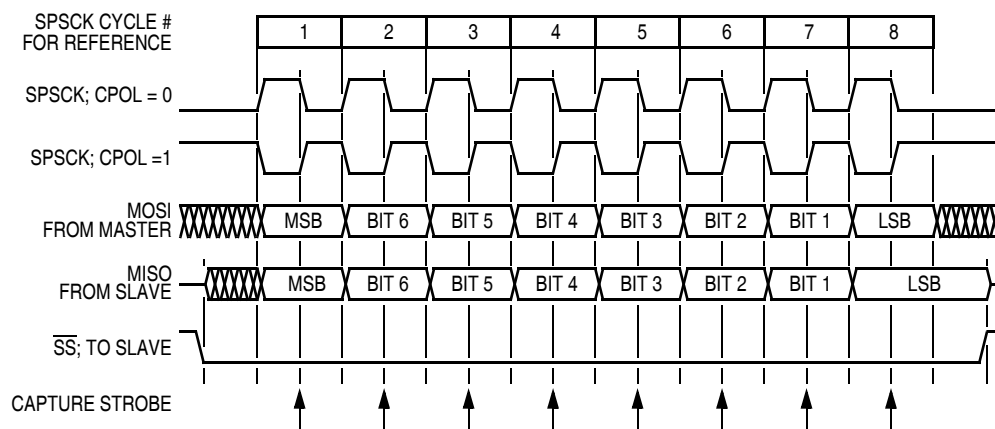 SPSCK CYCLE #
FOR REFERENCE
1 2 3 4 5 6 7 8
SPSCK; CPOL = 0
SPSCK; CPOL =1
MOSI
FROM MASTER
MSB BIT 6 BIT 5 BIT 4 BIT 3 BIT 2 BIT 1 LSB
MISO
FROM SLAVE
MSB BIT 6 BIT 5 BIT 4 BIT 3 BIT 2 BIT 1 LSB
S̅S̅; TO SLAVE
CAPTURE STROBE